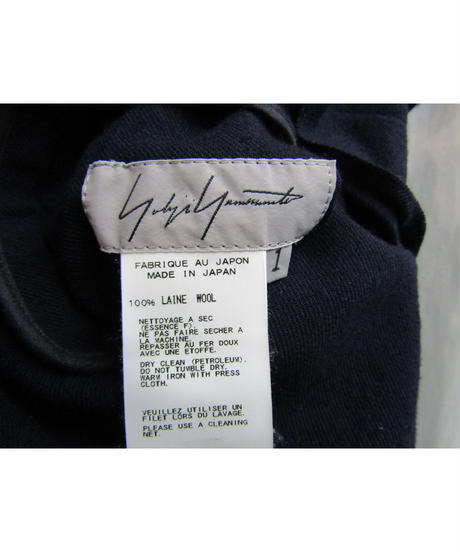 Yohji Yamamoto
1
FABRIQUE AU JAPON
MADE IN JAPAN
100% LAINE WOOL
NETTOYAGE A SEC
(ESSENCE F).
NE PAS FAIRE SECHER A
LA MACHINE.
REPASSER AU FER DOUX
AVEC UNE ETOFFE.
DRY CLEAN (PETROLEUM).
DO NOT TUMBLE DRY.
WARM IRON WITH PRESS
CLOTH.
VEUILLEZ UTILISER UN
FILET LORS DU LAVAGE.
PLEASE USE A CLEANING
NET.